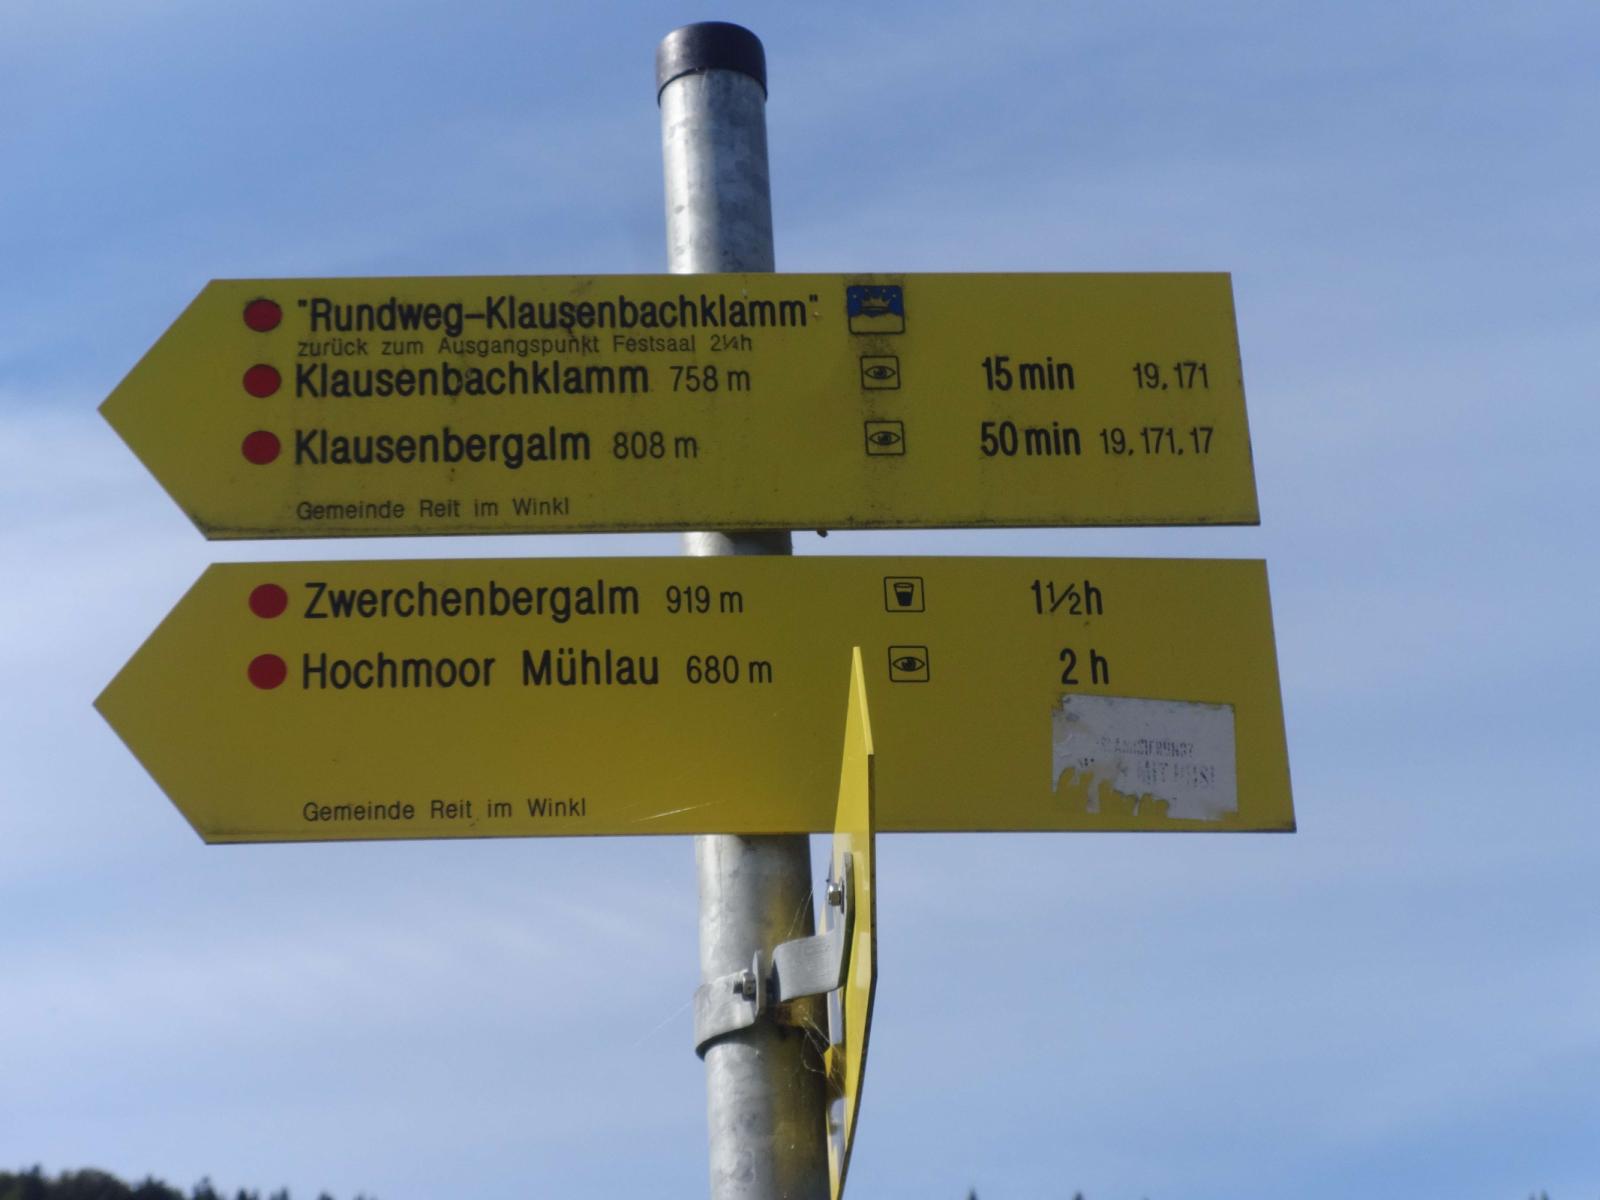 "Rundweg-Klausenbachklamm"
zurück zum Ausgangspunkt Festsaal 2¼h
Klausenbachklamm 758 m 15 min 19, 171
Klausenbergalm 808 m 50 min 19, 171, 17
Gemeinde Reit im Winkl
Zwerchenbergalm 919 m 1½h
Hochmoor Mühlau 680 m 2 h
MIT
Gemeinde Reit im Winkl